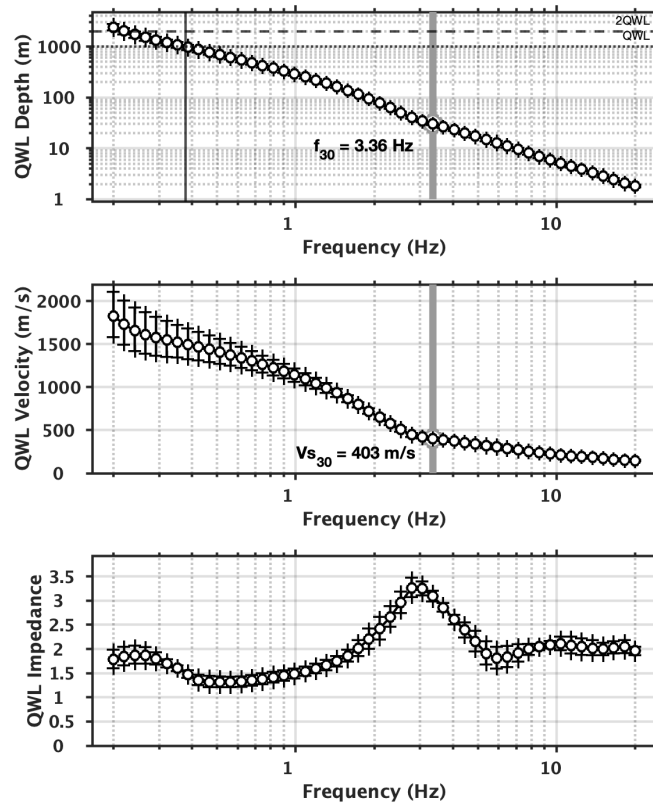 2QWL
QWL
QWL Depth (m)
1000
100
10
1
f30 = 3.36 Hz
1
10
Frequency (Hz)
QWL Velocity (m/s)
2000
1500
1000
500
0
Vs30 = 403 m/s
1
10
Frequency (Hz)
QWL Impedance
3.5
3
2.5
2
1.5
1
0.5
0
1
10
Frequency (Hz)